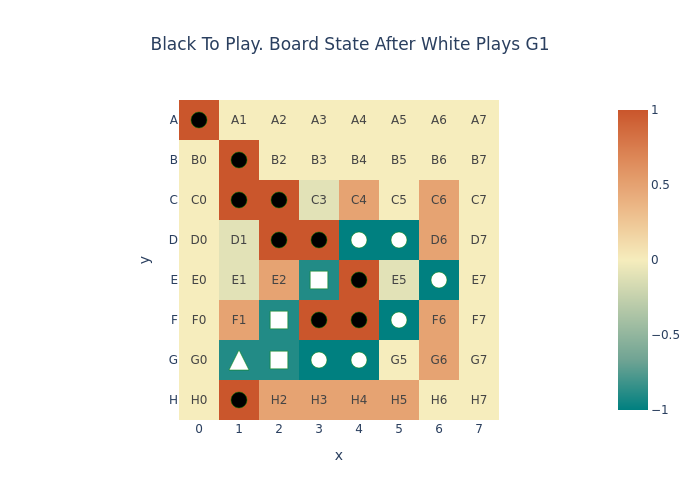 Black To Play. Board State After White Plays G1
A A1 A2 A3 A4 A5 A6 A7 1
B B0 B2 B3 B4 B5 B6 B7
C C0 C3 C4 C5 C6 C7 0.5
D D0 D1 D6 D7
y E E0 E1 E2 E5 E7 0
F F0 F1 F6 F7 −0.5
G G0 G5 G6 G7
H H0 H2 H3 H4 H5 H6 H7 −1
0 1 2 3 4 5 6 7
x